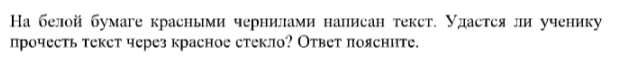 На белой бумаге красными чернилами написан текст. Удастся ли ученику
прочесть текст через красное стекло? Ответ поясните.